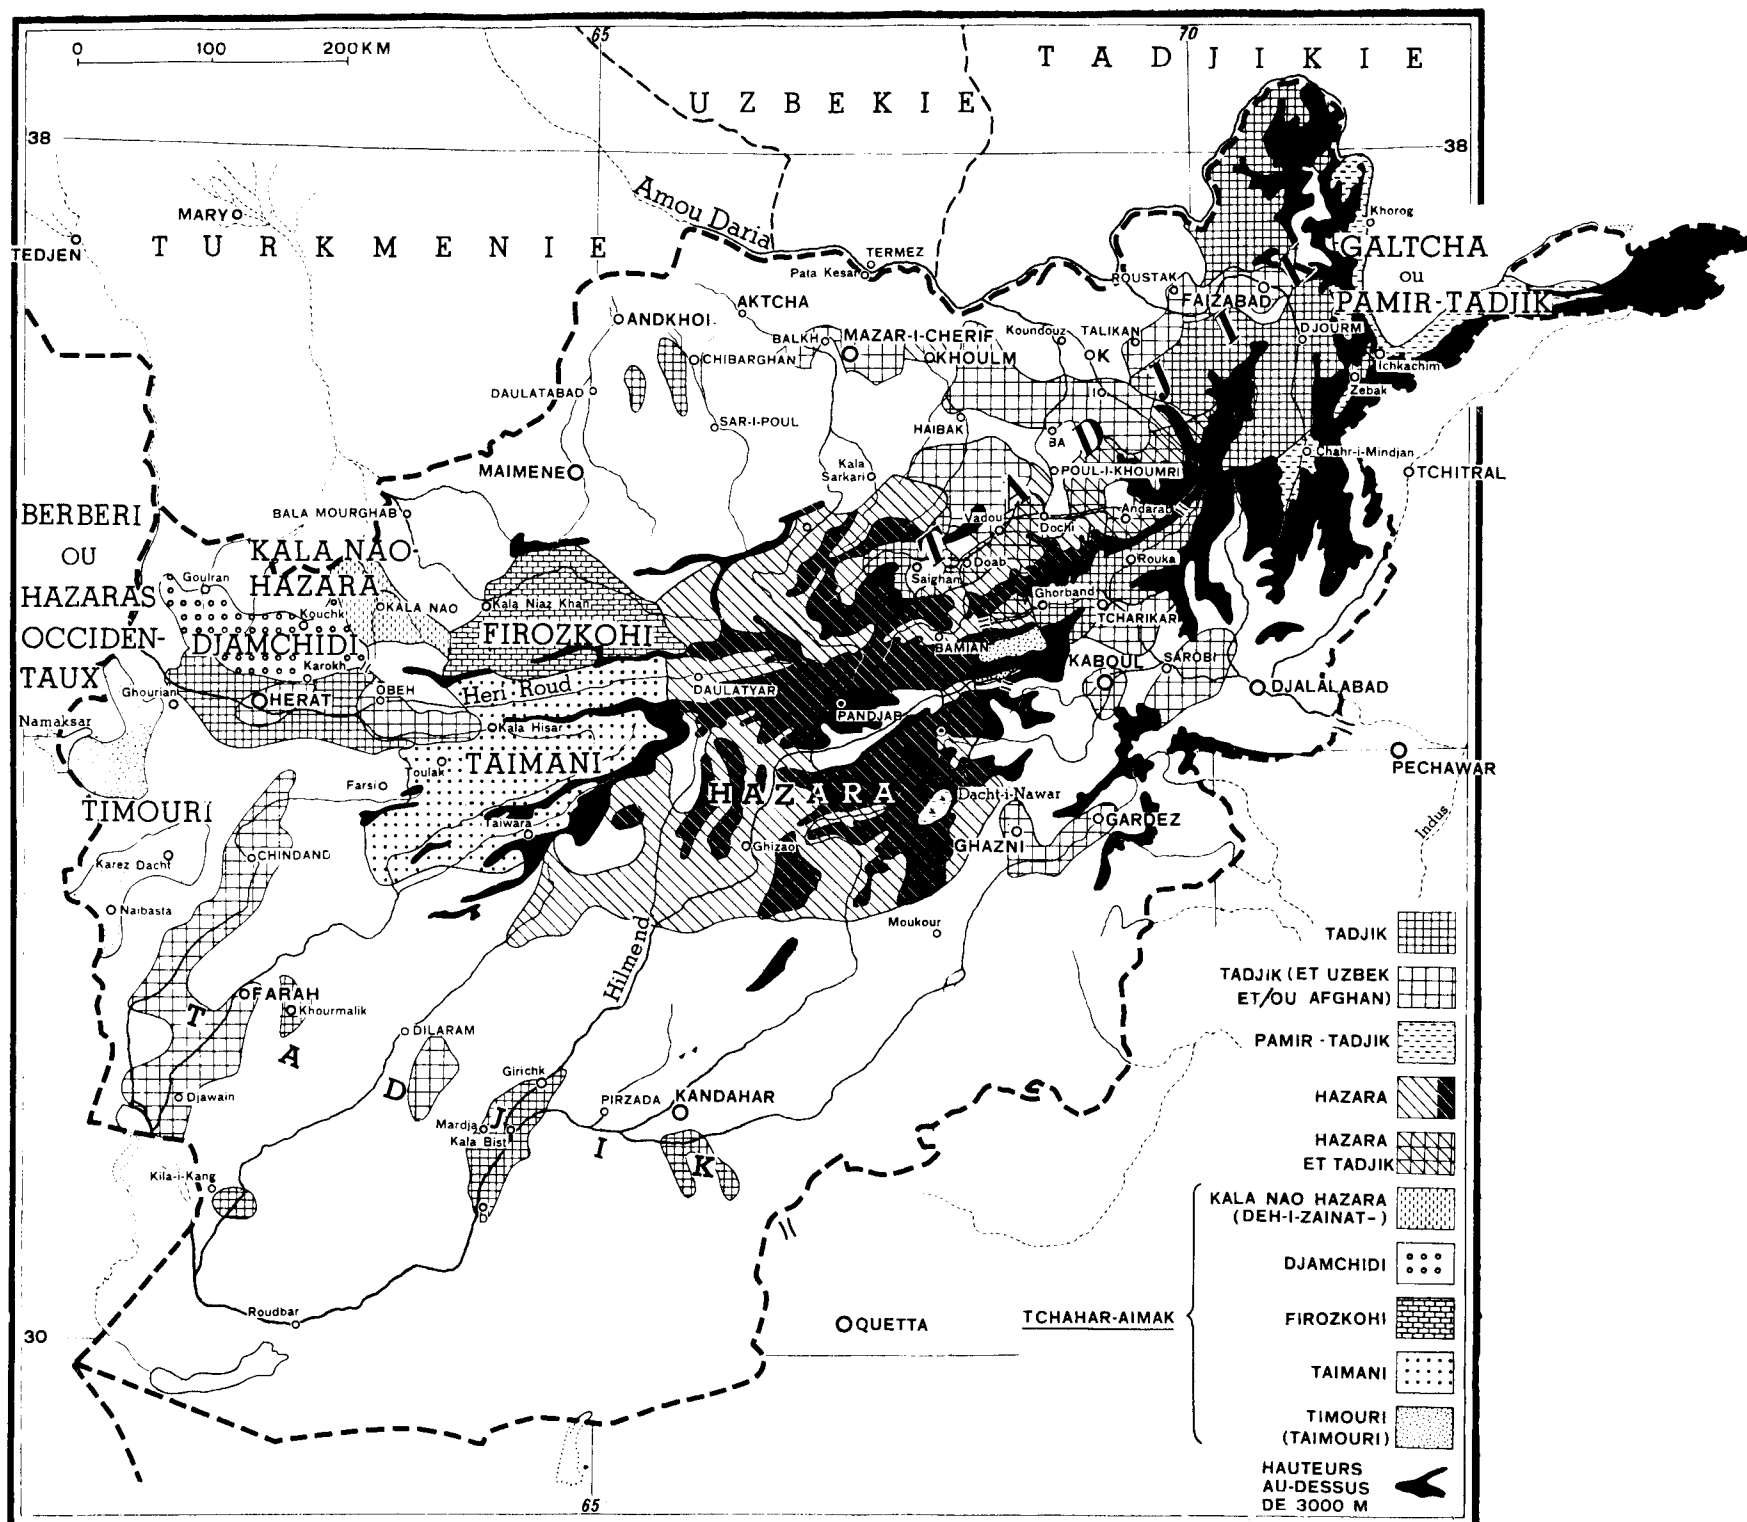 0 100 200 KM
65
70
TADJIKIE
UZBEKIE
38
38
Amou Daria
MARY
TEDJEN
TURKMENIE
TERMEZ
Pata Kesar
Khorog
GALTCHA
OU
PAMIR-TADJIK
ROUSTAK
FAIZABAD
AKTCHA
ANDKHOI
BALKH
MAZAR-I-CHERIF
Koundouz
TALIKAN
DJOURM
CHIBARGHAN
KHOULM
K
Ichkachim
Zebak
DAULATABAD
IO
SAR-I-POUL
HAIBAK
BA
MAIMENE
Kala
Sarkari
POUL-I-KHOUMRI
Chahr-i-Mindjan
TCHITRAL
TADJIK
BALA MOURGHAB
Vadou
Dochi
Andarab
BERBERI
OU
HAZARAS
OCCIDEN-
TAUX
KALA NAO-
HAZARA
Goulran
Kouchk
KALA NAO
Kala Niaz Khan
Saighan
Doab
Rouka
Ghorband
TCHARIKAR
DJAMCHIDI
FIROZKOHI
Karokh
BAMIAN
KABOUL
SAROBI
Ghourian
HERAT
BEH
Heri Roud
DAULATYAR
DJALALABAD
Namaksar
Kala Hisar
PANDJAB
Toulak
TAIMANI
PECHAWAR
Farsi
HAZARA
Dacht-i-Nawar
TIMOURI
Taiwara
GARDEZ
Indus
Ghizao
GHAZNI
Karez Dacht
CHINDAND
Naibasta
Moukour
Hilmend
FARAH
Khourmalik
DILARAM
TADJIK
Girichk
PIRZADA
KANDAHAR
Djawain
Mardja
Kala Bist
Kila-i-Kang
D
Roudbar
30
QUETTA
65
TADJIK
TADJIK (ET UZBEK
ET/OU AFGHAN)
PAMIR-TADJIK
HAZARA
HAZARA
ET TADJIK
KALA NAO HAZARA
(DEH-I-ZAINAT-)
DJAMCHIDI
FIROZKOHI
TCHAHAR-AIMAK
TAIMANI
TIMOURI
(TAIMOURI)
HAUTEURS
AU-DESSUS
DE 3000 M